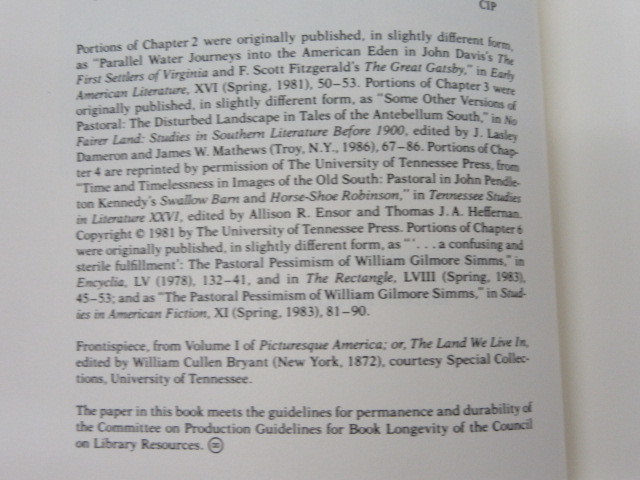 CIP
Portions of Chapter 2 were originally published, in slightly different form,
as "Parallel Water Journeys into the American Eden in John Davis's The
First Settlers of Virginia and F. Scott Fitzgerald's The Great Gatsby," in Early
American Literature, XVI (Spring, 1981), 50–53. Portions of Chapter 3 were
originally published, in slightly different form, as "Some Other Versions of
Pastoral: The Disturbed Landscape in Tales of the Antebellum South," in No
Fairer Land: Studies in Southern Literature Before 1900, edited by J. Lasley
Dameron and James W. Mathews (Troy, N.Y., 1986), 67–86. Portions of Chap-
ter 4 are reprinted by permission of The University of Tennessee Press, from
"Time and Timelessness in Images of the Old South: Pastoral in John Pendle-
ton Kennedy's Swallow Barn and Horse-Shoe Robinson," in Tennessee Studies
in Literature XXVI, edited by Allison R. Ensor and Thomas J. A. Heffernan.
Copyright © 1981 by The University of Tennessee Press. Portions of Chapter 6
were originally published, in slightly different form, as "'. . . a confusing and
sterile fulfillment': The Pastoral Pessimism of William Gilmore Simms," in
Encyclia, LV (1978), 132–41, and in The Rectangle, LVIII (Spring, 1983),
45–53; and as "The Pastoral Pessimism of William Gilmore Simms," in Stud-
ies in American Fiction, XI (Spring, 1983), 81–90.
Frontispiece, from Volume I of Picturesque America; or, The Land We Live In,
edited by William Cullen Bryant (New York, 1872), courtesy Special Collec-
tions, University of Tennessee.
The paper in this book meets the guidelines for permanence and durability of
the Committee on Production Guidelines for Book Longevity of the Council
on Library Resources. ♾